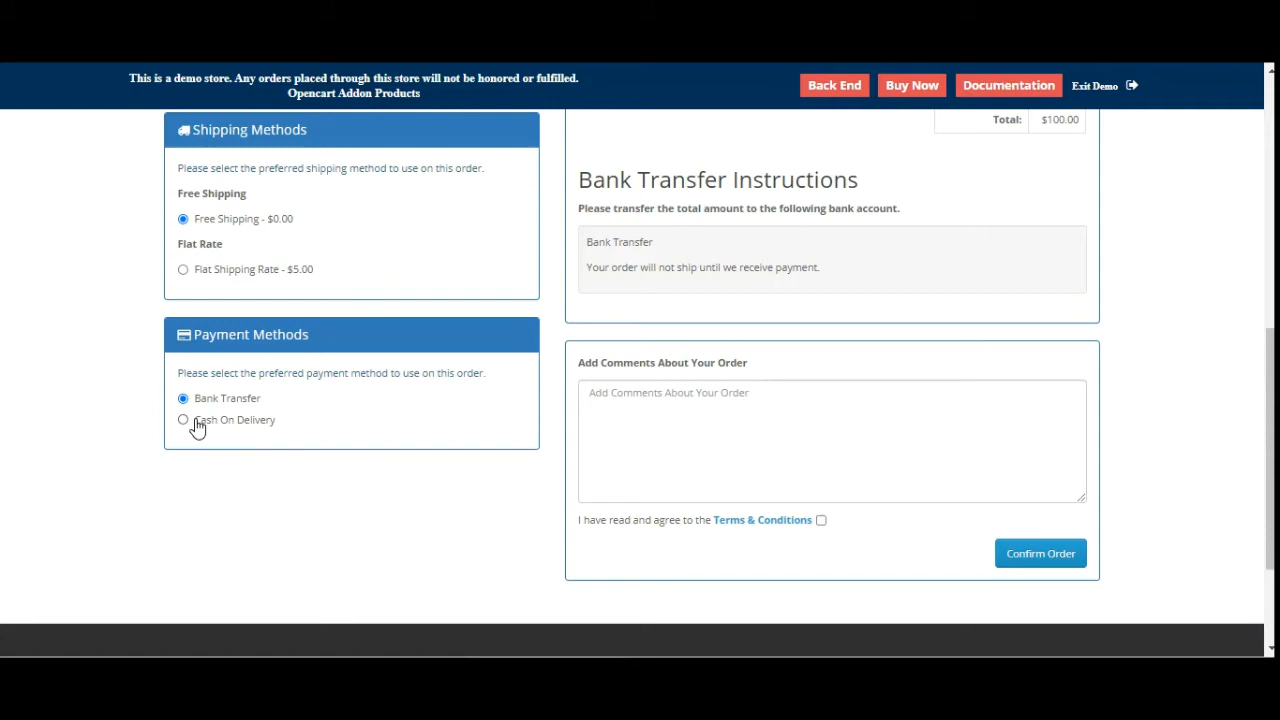 This is a demo store. Any orders placed through this store will not be honored or fulfilled.
Opencart Addon Products
Back End
Buy Now
Documentation
Exit Demo
Shipping Methods
Please select the preferred shipping method to use on this order.
Free Shipping
Free Shipping - $0.00
Flat Rate
Flat Shipping Rate - $5.00
Payment Methods
Please select the preferred payment method to use on this order.
Bank Transfer
Cash On Delivery
Total: $100.00
Bank Transfer Instructions
Please transfer the total amount to the following bank account.
Bank Transfer
Your order will not ship until we receive payment.
Add Comments About Your Order
Add Comments About Your Order
I have read and agree to the Terms & Conditions
Confirm Order